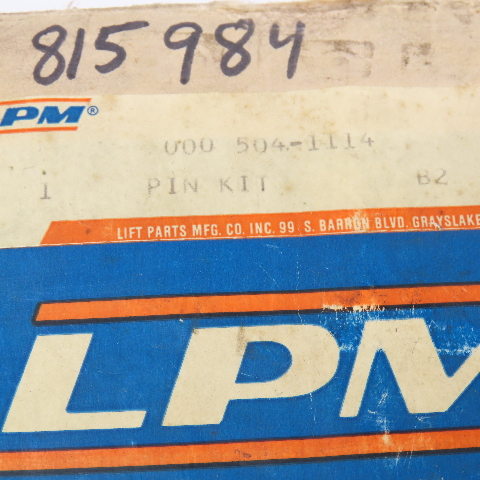 815984
LPM®
000 504-1114
1 PIN KIT B2
LIFT PARTS MFG. CO. INC. 99 S. BARRON BLVD. GRAYSLAKE
LPM